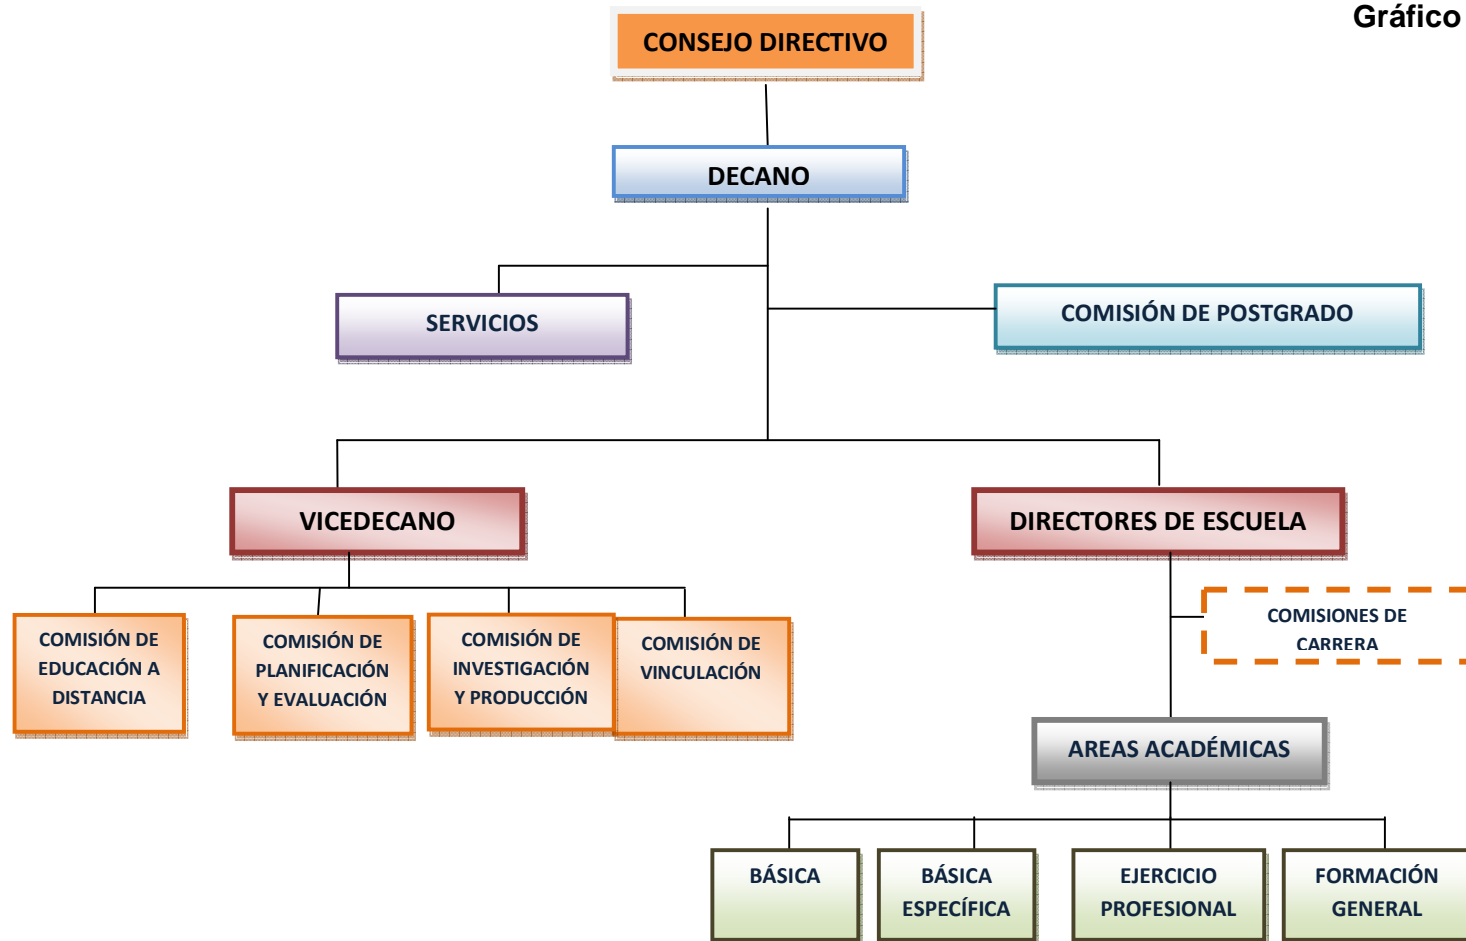 Gráfico
CONSEJO DIRECTIVO
DECANO
SERVICIOS
COMISIÓN DE POSTGRADO
VICEDECANO
DIRECTORES DE ESCUELA
COMISIÓN DE
EDUCACIÓN A
DISTANCIA
COMISIÓN DE
PLANIFICACIÓN
Y EVALUACIÓN
COMISIÓN DE
INVESTIGACIÓN
Y PRODUCCIÓN
COMISIÓN DE
VINCULACIÓN
COMISIONES DE
CARRERA
AREAS ACADÉMICAS
BÁSICA
BÁSICA
ESPECÍFICA
EJERCICIO
PROFESIONAL
FORMACIÓN
GENERAL